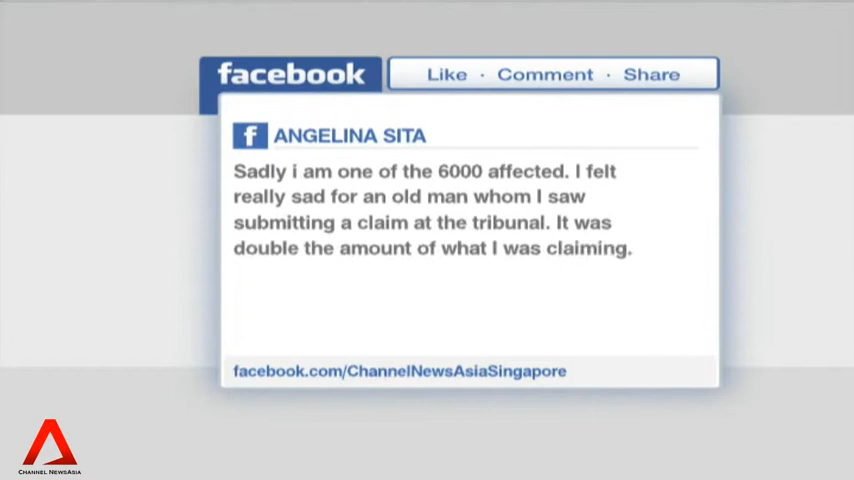 facebook
Like · Comment · Share
f ANGELINA SITA
Sadly i am one of the 6000 affected. I felt
really sad for an old man whom I saw
submitting a claim at the tribunal. It was
double the amount of what I was claiming.
facebook.com/ChannelNewsAsiaSingapore
CHANNEL NEWSASIA